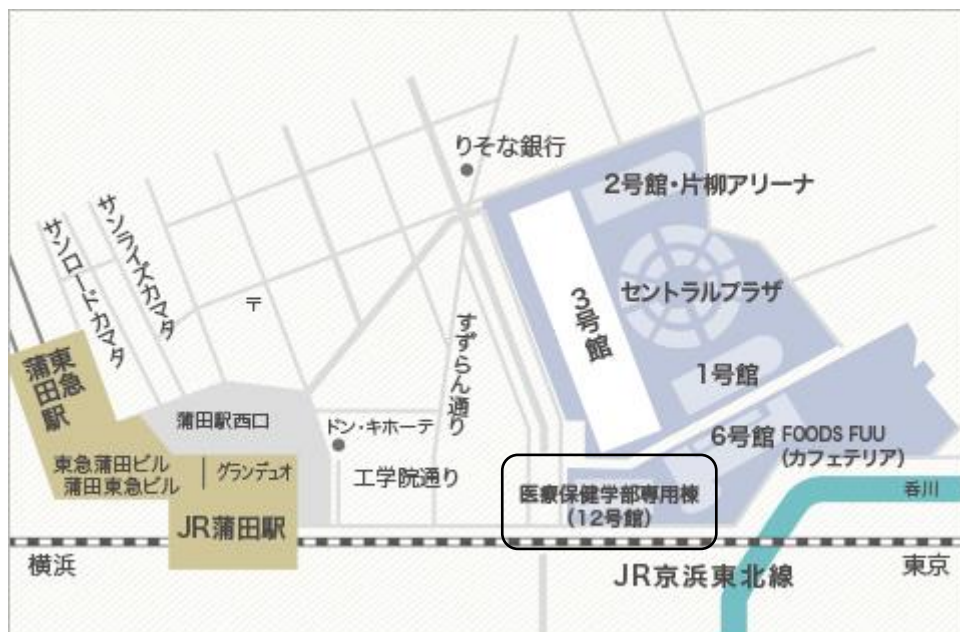 りそな銀行
2号館・片柳アリーナ
サンライズカマタ
サンロードカマタ
セントラルプラザ
3号館
〒
すずらん通り
東急
蒲田駅
1号館
蒲田駅西口
ドン・キホーテ
6号館 FOODS FUU
(カフェテリア)
東急蒲田ビル
蒲田東急ビル
グランデュオ
工学院通り
医療保健学部専用棟
(12号館)
呑川
JR蒲田駅
横浜
JR京浜東北線
東京